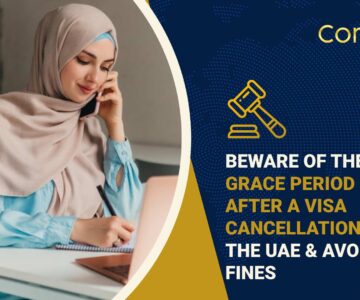 Con
BEWARE OF THE
GRACE PERIOD
AFTER A VISA
CANCELLATION
THE UAE & AVO
FINES